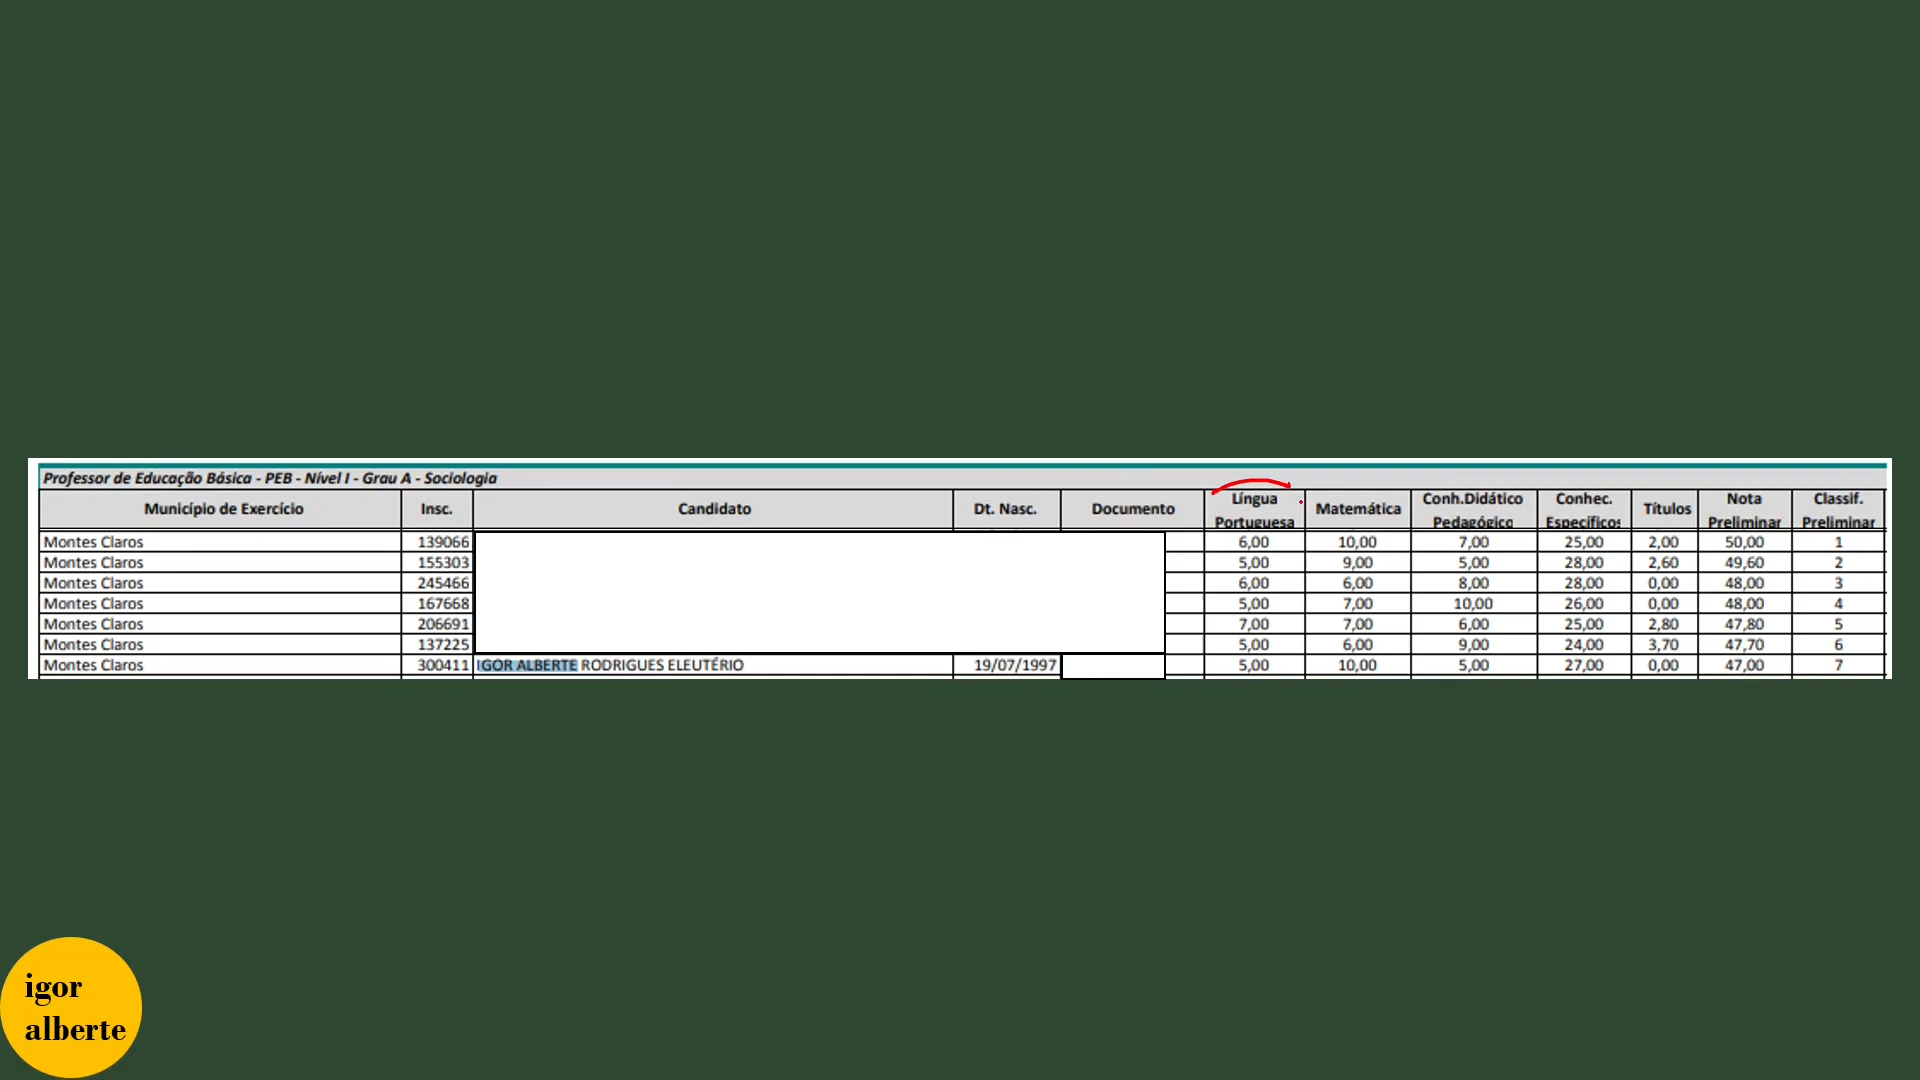 Professor de Educação Básica - PEB - Nível I - Grau A - Sociologia
Município de Exercício Insc. Candidato Dt. Nasc. Documento Língua Portuguesa Matemática Conh.Didático Pedagógico Conhec. Específicos Títulos Nota Preliminar Classif. Preliminar
Montes Claros 139066 6,00 10,00 7,00 25,00 2,00 50,00 1
Montes Claros 155303 5,00 9,00 5,00 28,00 2,60 49,60 2
Montes Claros 245466 6,00 6,00 8,00 28,00 0,00 48,00 3
Montes Claros 167668 5,00 7,00 10,00 26,00 0,00 48,00 4
Montes Claros 206691 7,00 7,00 6,00 25,00 2,80 47,80 5
Montes Claros 137225 5,00 6,00 9,00 24,00 3,70 47,70 6
Montes Claros 300411 IGOR ALBERTE RODRIGUES ELEUTÉRIO 19/07/1997 5,00 10,00 5,00 27,00 0,00 47,00 7
igor
alberte